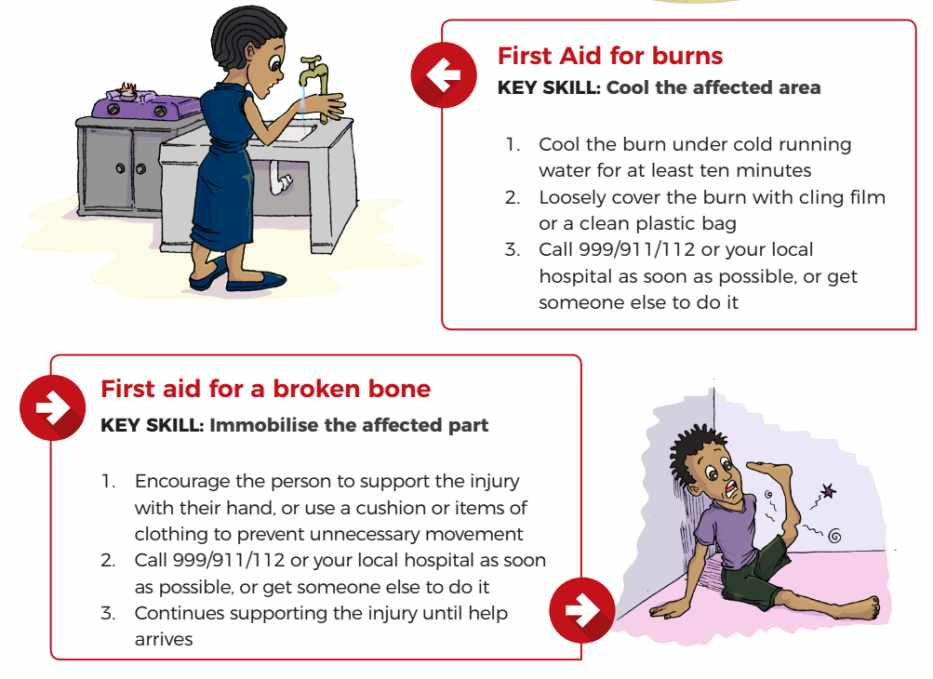 First Aid for burns
KEY SKILL: Cool the affected area
1. Cool the burn under cold running
water for at least ten minutes
2. Loosely cover the burn with cling film
or a clean plastic bag
3. Call 999/911/112 or your local
hospital as soon as possible, or get
someone else to do it
First aid for a broken bone
KEY SKILL: Immobilise the affected part
1. Encourage the person to support the injury
with their hand, or use a cushion or items of
clothing to prevent unnecessary movement
2. Call 999/911/112 or your local hospital as soon
as possible, or get someone else to do it
3. Continues supporting the injury until help
arrives